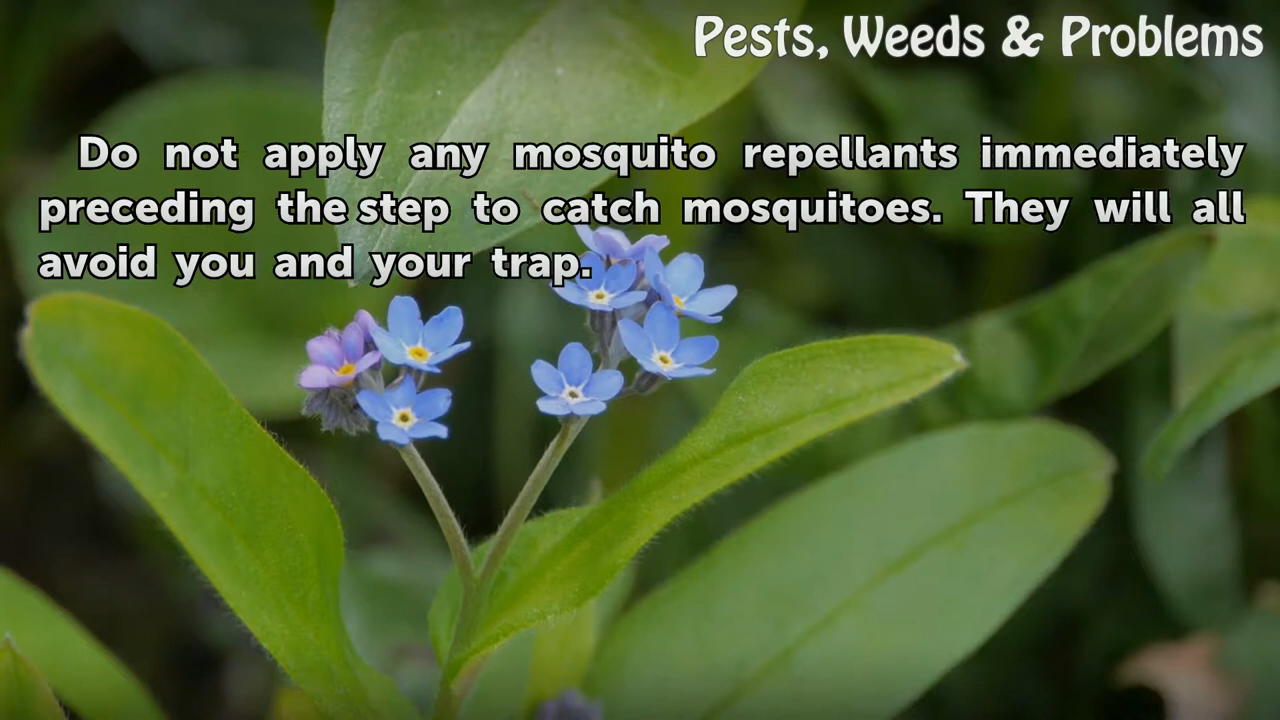 Pests, Weeds & Problems
Do not apply any mosquito repellants immediately
preceding the step to catch mosquitoes. They will all
avoid you and your trap.